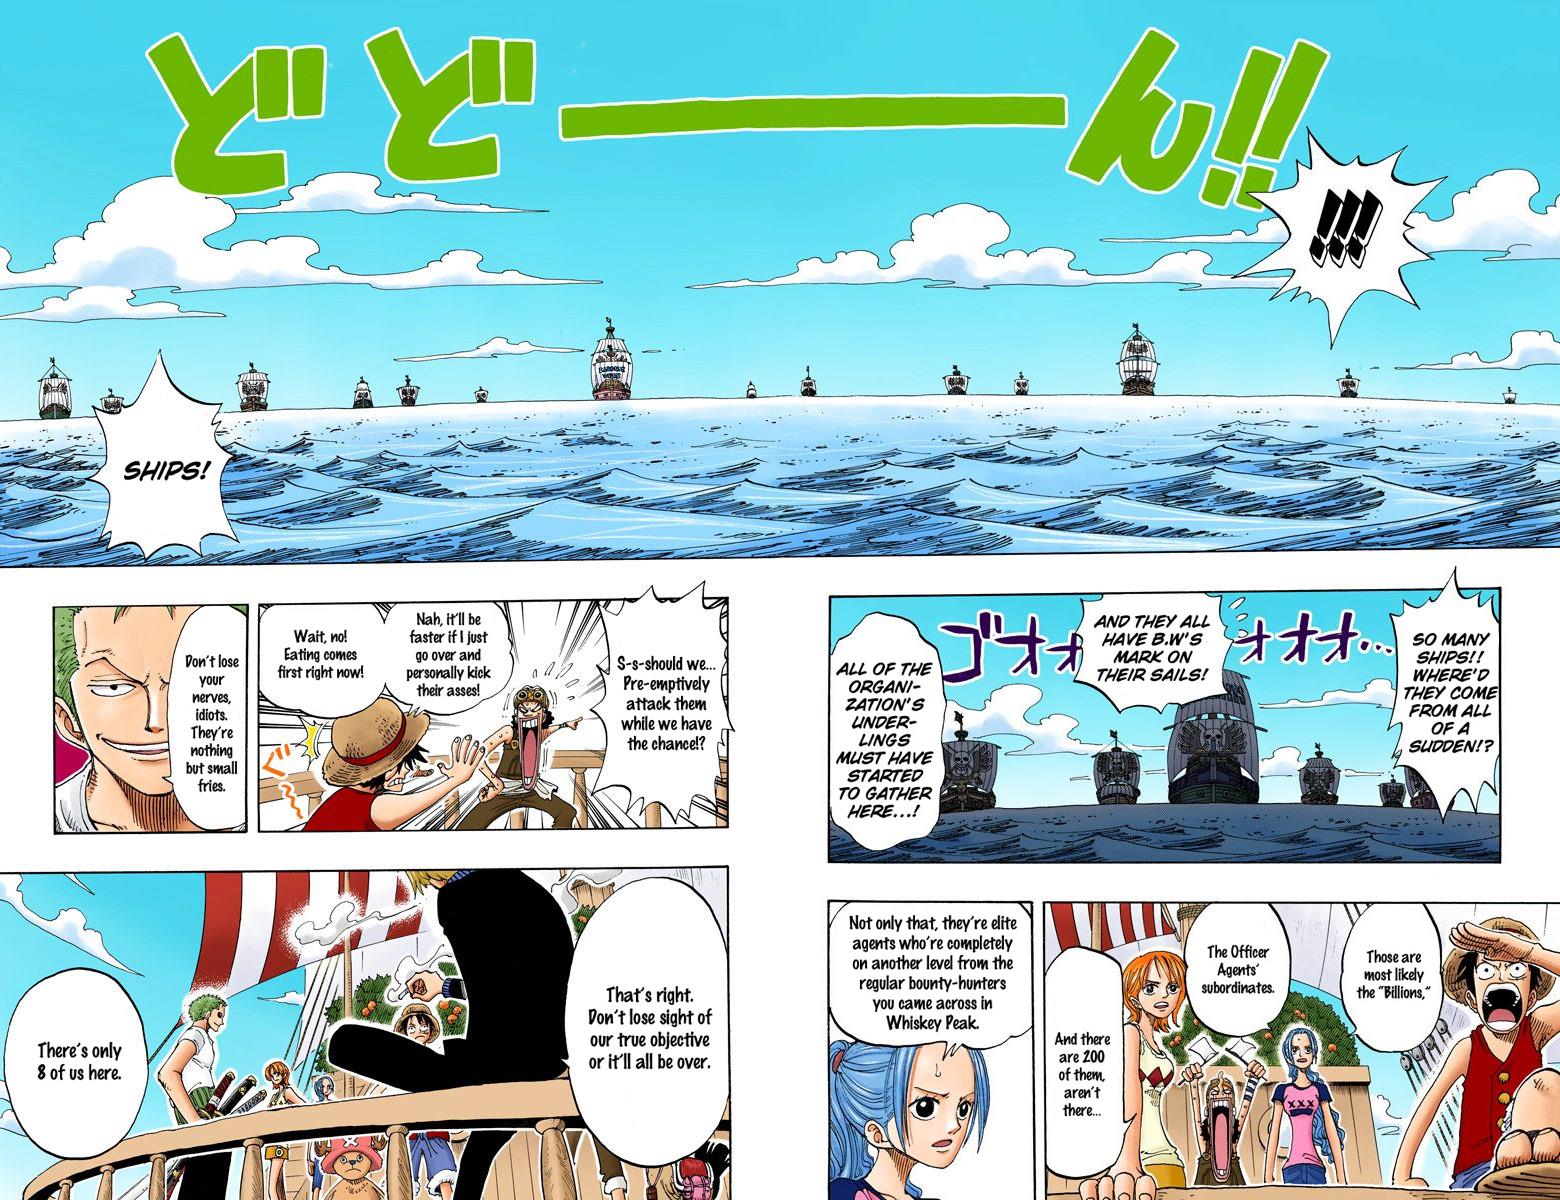 どどーーーん!!
!!!
SHIPS!
SO MANY
SHIPS!!
WHERE'D
THEY COME
FROM ALL
OF A
SUDDEN!?
AND THEY ALL
HAVE B.W'S
MARK ON
THEIR SAILS!
ALL OF THE
ORGANI-
ZATION'S
UNDER-
LINGS
MUST HAVE
STARTED
TO GATHER
HERE...!
ゴオオォオオオ...
Those are
most likely
the "Billions,"
The Officer
Agents'
subordinates.
And there
are 200
of them,
aren't
there...
Not only that, they're elite
agents who're completely
on another level from the
regular bounty-hunters
you came across in
Whiskey Peak.
S-s-should we...
Pre-emptively
attack them
while we have
the chance!?
Nah, it'll be
faster if I just
go over and
personally kick
their asses!
Wait, no!
Eating comes
first right now!
ぐ〜
Don't lose
your
nerves,
idiots.
They're
nothing
but small
fries.
That's right.
Don't lose sight of
our true objective
or it'll all be over.
There's only
8 of us here.